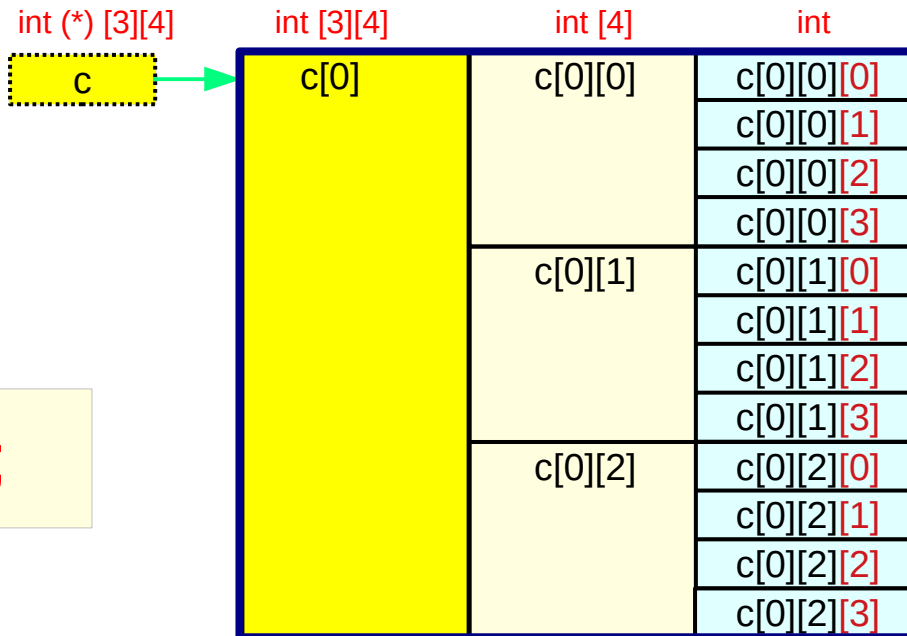 int (*) [3][4] int [3][4] int [4] int
c c[0] c[0][0] c[0][0][0]
c[0][0][1]
c[0][0][2]
c[0][0][3]
c[0][1] c[0][1][0]
c[0][1][1]
c[0][1][2]
c[0][1][3]
;
c[0][2] c[0][2][0]
c[0][2][1]
c[0][2][2]
c[0][2][3]